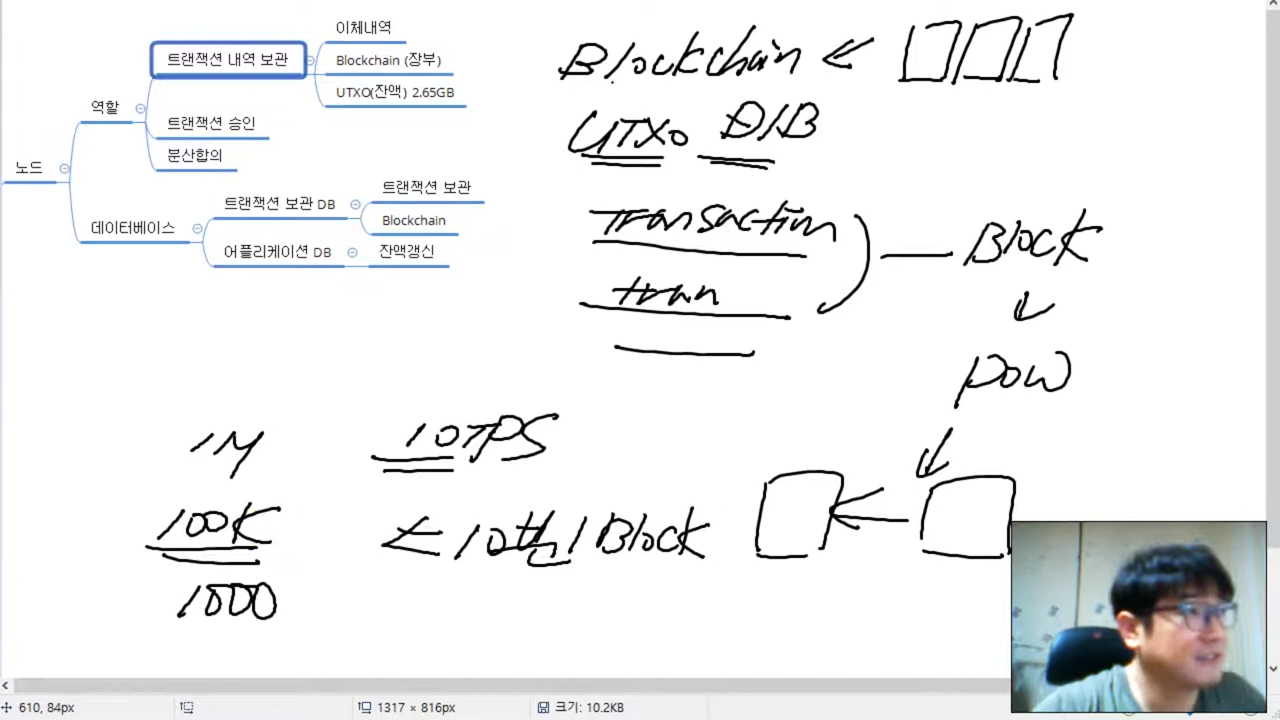 노드
역할
트랜잭션 내역 보관
이체내역
Blockchain (장부)
UTXO(잔액) 2.65GB
트랜잭션 승인
분산합의
데이터베이스
트랜잭션 보관 DB
트랜잭션 보관
Blockchain
어플리케이션 DB
잔액갱신
Blockchain
UTXO D/B
Transaction
tran
Block
POW
1M
100K
1000
10TPS
1 Block
610, 84px
1317 × 816px
크기: 10.2KB